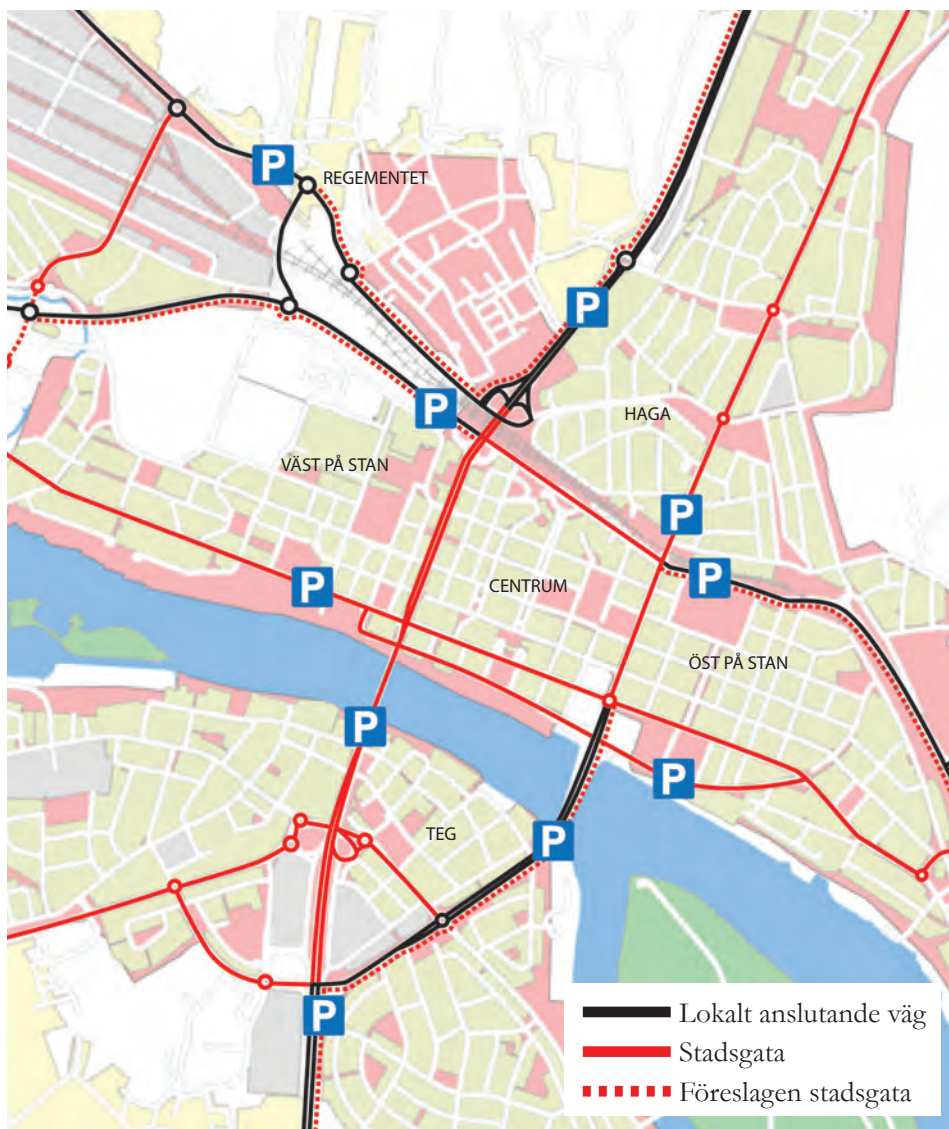 P
REGEMENTET
P
P
HAGA
VÄST PÅ STAN
P
P
P
CENTRUM
ÖST PÅ STAN
P
P
TEG
P
P
Lokalt anslutande väg
Stadsgata
Föreslagen stadsgata